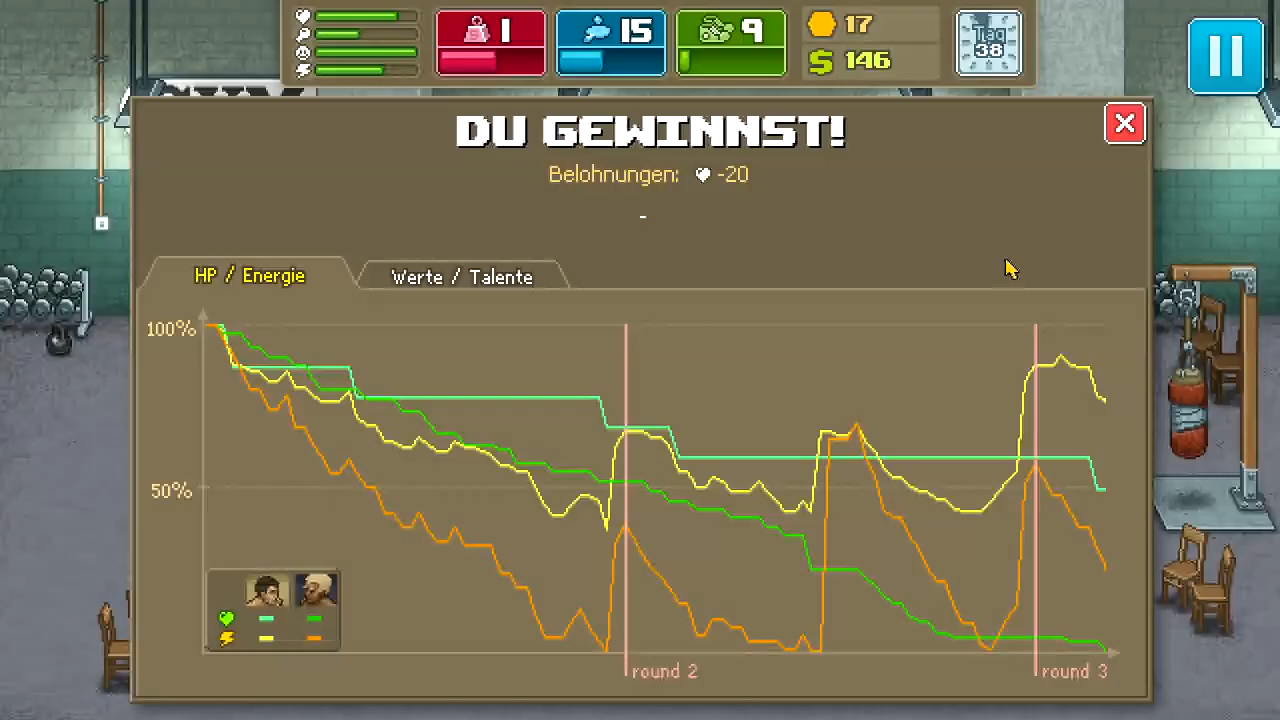 1
15
9
17
146
Tag
38
DU GEWINNST!
Belohnungen: -20
-
HP / Energie
Werte / Talente
100%
50%
round 2
round 3